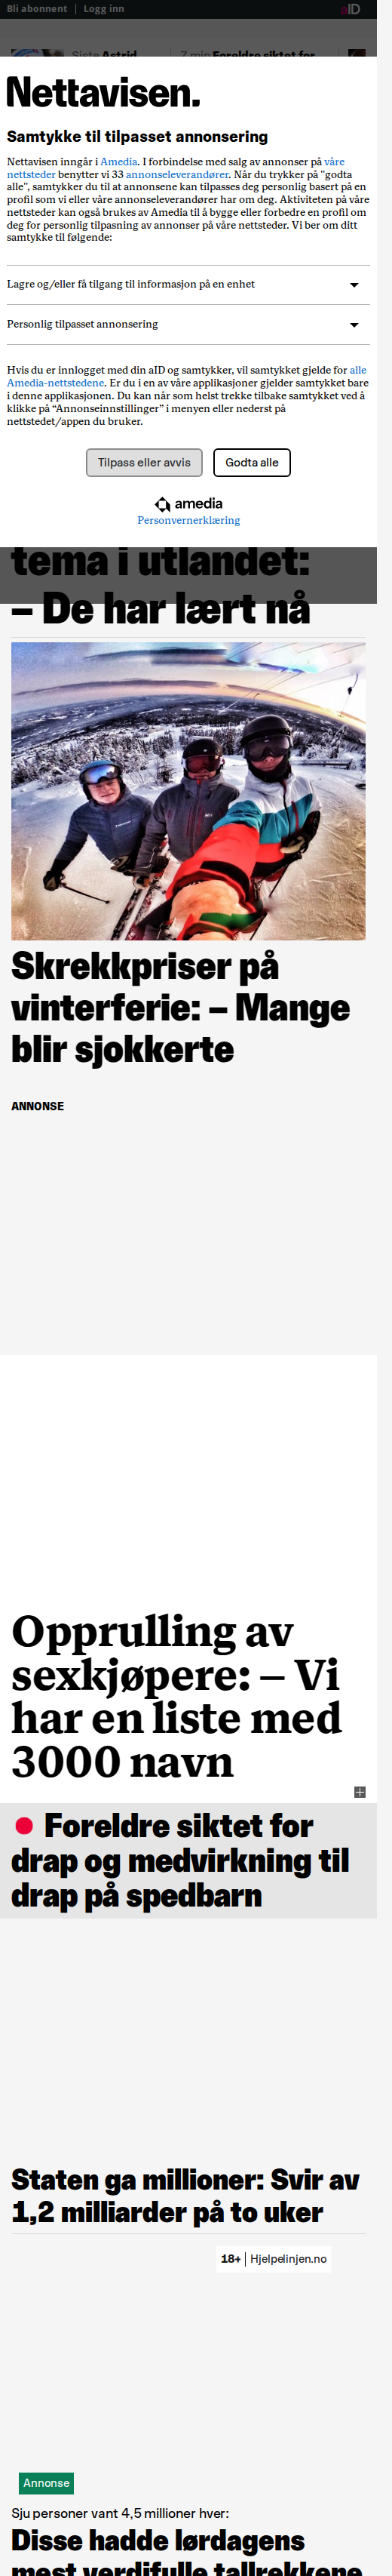 Bli abonnent | Logg inn
aID
Siste Astrid
7 min Foreldre siktet for
Nettavisen.
Samtykke til tilpasset annonsering
Nettavisen inngår i Amedia. I forbindelse med salg av annonser på våre
nettsteder benytter vi 33 annonseleverandører. Når du trykker på "godta
alle", samtykker du til at annonsene kan tilpasses deg personlig basert på en
profil som vi eller våre annonseleverandører har om deg. Aktiviteten på våre
nettsteder kan også brukes av Amedia til å bygge eller forbedre en profil om
deg for personlig tilpasning av annonser på våre nettsteder. Vi ber om ditt
samtykke til følgende:
Lagre og/eller få tilgang til informasjon på en enhet
Personlig tilpasset annonsering
Hvis du er innlogget med din aID og samtykker, vil samtykket gjelde for alle
Amedia-nettstedene. Er du i en av våre applikasjoner gjelder samtykket bare
i denne applikasjonen. Du kan når som helst trekke tilbake samtykket ved å
klikke på “Annonseinnstillinger” i menyen eller nederst på
nettstedet/appen du bruker.
Tilpass eller avvis
Godta alle
amedia
Personvernerklæring
tema i utlandet:
– De har lært nå
Skrekkpriser på
vinterferie: – Mange
blir sjokkerte
ANNONSE
Opprulling av
sexkjøpere: – Vi
har en liste med
3000 navn
Foreldre siktet for
drap og medvirkning til
drap på spedbarn
Staten ga millioner: Svir av
1,2 milliarder på to uker
18+ | Hjelpelinjen.no
Annonse
Sju personer vant 4,5 millioner hver:
Disse hadde lørdagens
mest verdifulle tallrekkene